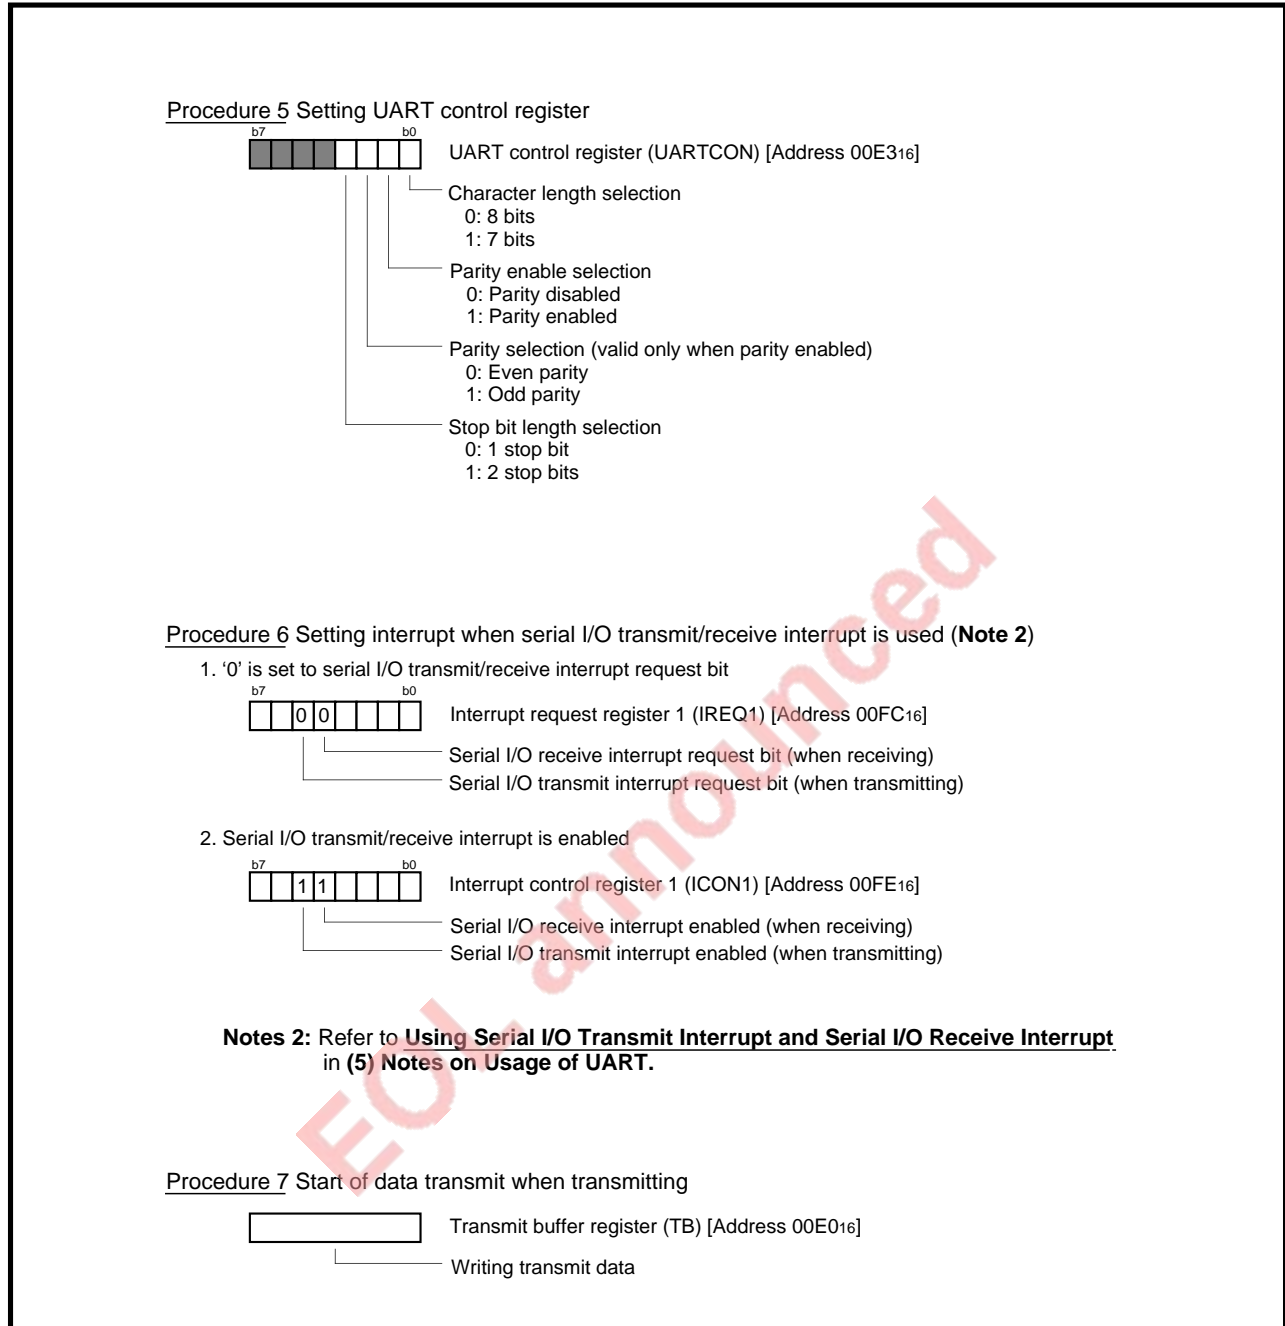 Procedure 5 Setting UART control register
b7 b0
UART control register (UARTCON) [Address 00E316]
Character length selection
0: 8 bits
1: 7 bits
Parity enable selection
0: Parity disabled
1: Parity enabled
Parity selection (valid only when parity enabled)
0: Even parity
1: Odd parity
Stop bit length selection
0: 1 stop bit
1: 2 stop bits
Procedure 6 Setting interrupt when serial I/O transmit/receive interrupt is used (Note 2)
1. ‘0’ is set to serial I/O transmit/receive interrupt request bit
b7 b0
0 0 Interrupt request register 1 (IREQ1) [Address 00FC16]
Serial I/O receive interrupt request bit (when receiving)
Serial I/O transmit interrupt request bit (when transmitting)
2. Serial I/O transmit/receive interrupt is enabled
b7 b0
1 1 Interrupt control register 1 (ICON1) [Address 00FE16]
Serial I/O receive interrupt enabled (when receiving)
Serial I/O transmit interrupt enabled (when transmitting)
Notes 2: Refer to Using Serial I/O Transmit Interrupt and Serial I/O Receive Interrupt
in (5) Notes on Usage of UART.
Procedure 7 Start of data transmit when transmitting
Transmit buffer register (TB) [Address 00E016]
Writing transmit data
EOL announced